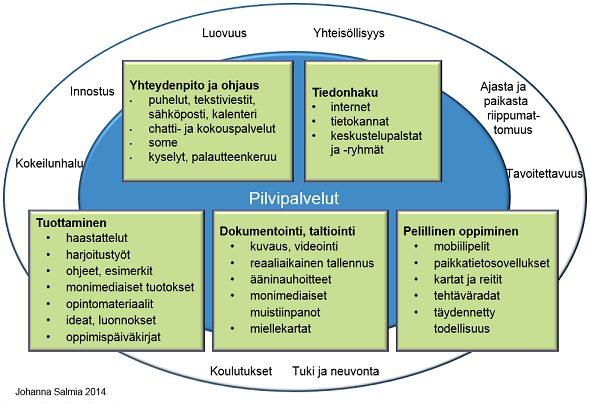 Luovuus
Yhteisöllisyys
Innostus
Ajasta ja
paikasta
riippumat-
tomuus
Kokeilunhalu
Tavoitettavuus
Yhteydenpito ja ohjaus
• puhelut, tekstiviestit,
sähköposti, kalenteri
• chatti- ja kokouspalvelut
• some
• kyselyt, palautteenkeruu
Tiedonhaku
• internet
• tietokannat
• keskustelupalstat
ja -ryhmät
Pilvipalvelut
Tuottaminen
• haastattelut
• harjoitustyöt
• ohjeet, esimerkit
• monimediaiset tuotokset
• opintomateriaalit
• ideat, luonnokset
• oppimispäiväkirjat
Dokumentointi, taltiointi
• kuvaus, videointi
• reaaliaikainen tallennus
• ääninauhoitteet
• monimediaiset
muistiinpanot
• miellekartat
Pelillinen oppiminen
• mobiilipelit
• paikkatietosovellukset
• kartat ja reitit
• tehtäväradat
• täydennetty
todellisuus
Koulutukset
Tuki ja neuvonta
Johanna Salmia 2014